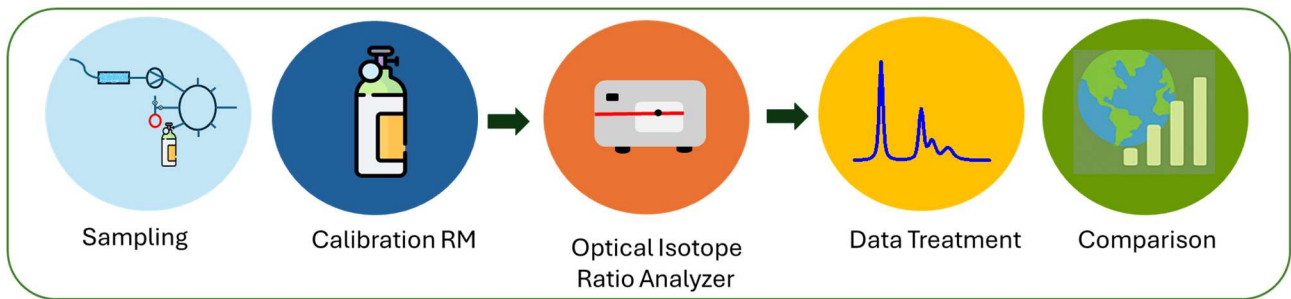 Sampling
Calibration RM
Optical Isotope
Ratio Analyzer
Data Treatment
Comparison